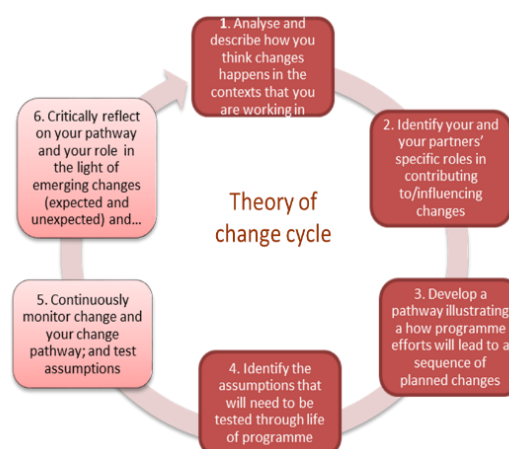 1. Analyse and
describe how you
think changes
happens in the
contexts that you
are working in
2. Identify your and
your partners'
specific roles in
contributing
to/influencing
changes
3. Develop a
pathway illustrating
a how programme
efforts will lead to a
sequence of
planned changes
4. Identify the
assumptions that
will need to be
tested through life
of programme
5. Continuously
monitor change and
your change
pathway; and test
assumptions
6. Critically reflect
on your pathway
and your role in
the light of
emerging changes
(expected and
unexpected) and...
Theory of
change cycle